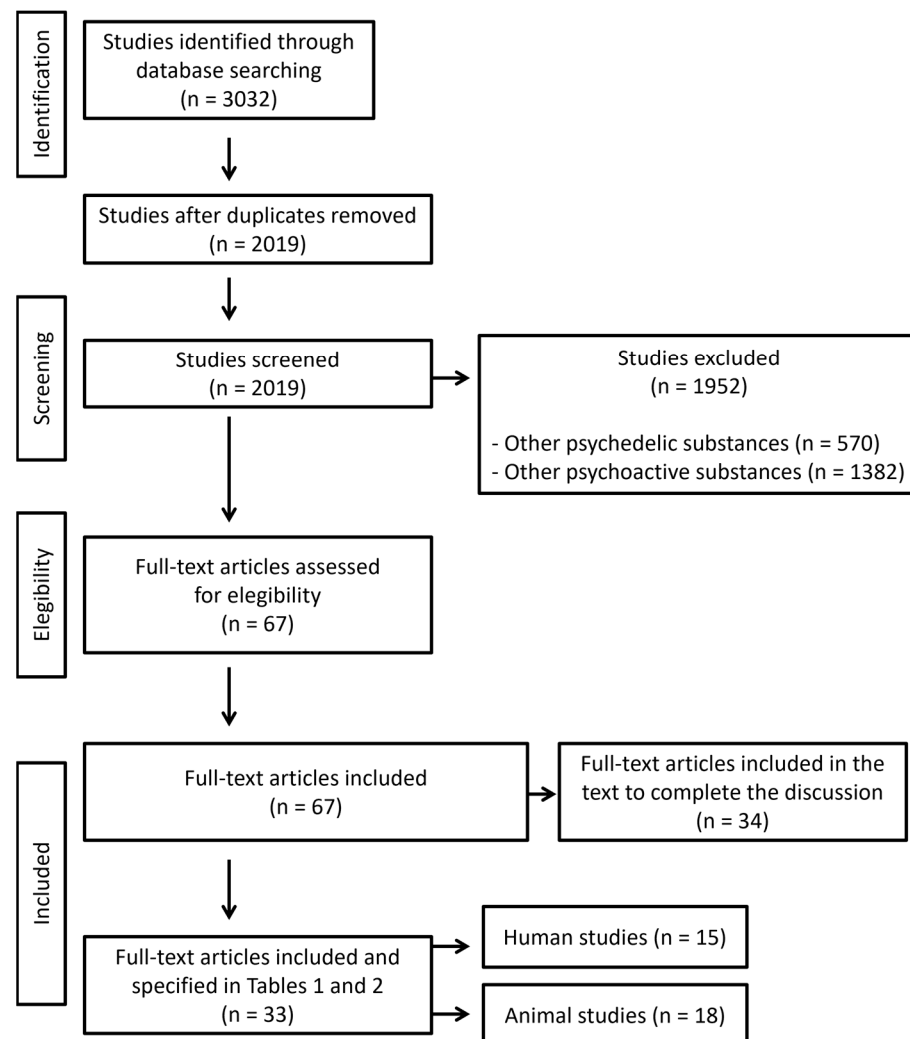 Identification
Studies identified through
database searching
(n = 3032)
Studies after duplicates removed
(n = 2019)
Screening
Studies screened
(n = 2019)
Studies excluded
(n = 1952)
- Other psychedelic substances (n = 570)
- Other psychoactive substances (n = 1382)
Elegibility
Full-text articles assessed
for elegibility
(n = 67)
Included
Full-text articles included
(n = 67)
Full-text articles included in the
text to complete the discussion
(n = 34)
Full-text articles included and
specified in Tables 1 and 2
(n = 33)
Human studies (n = 15)
Animal studies (n = 18)